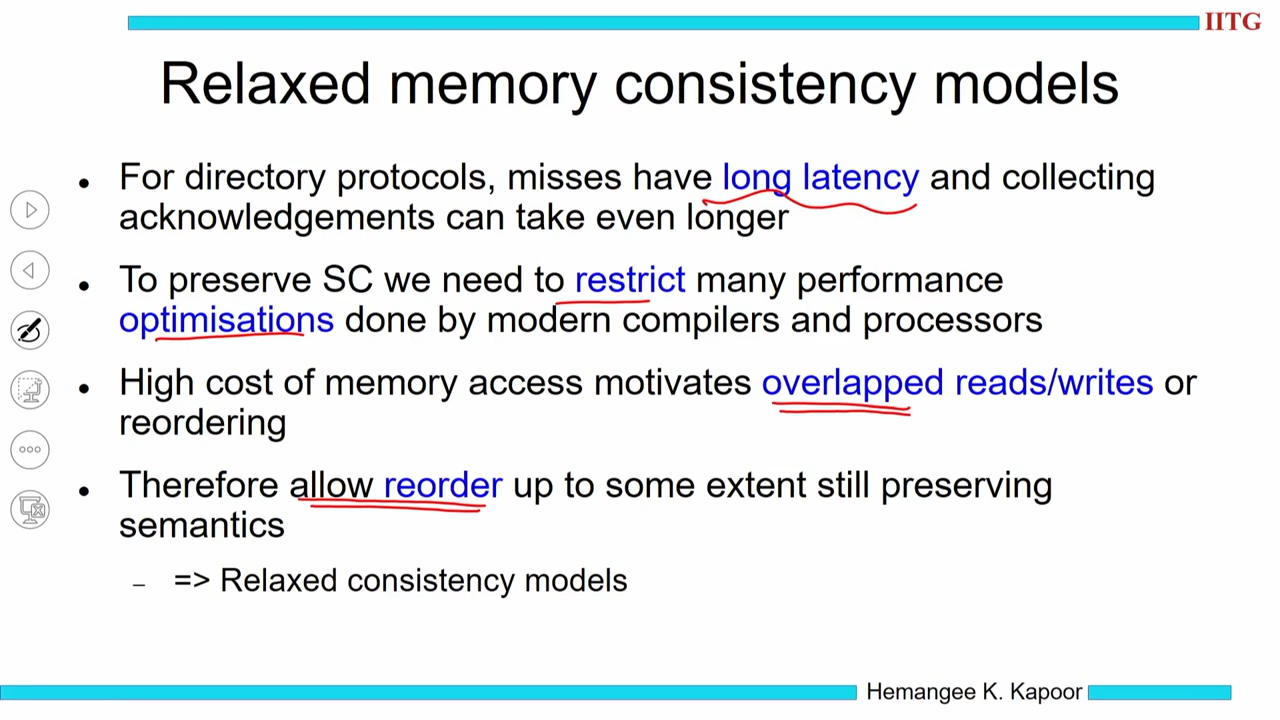 IITG
Relaxed memory consistency models
• For directory protocols, misses have long latency and collecting
acknowledgements can take even longer
• To preserve SC we need to restrict many performance
optimisations done by modern compilers and processors
• High cost of memory access motivates overlapped reads/writes or
reordering
• Therefore allow reorder up to some extent still preserving
semantics
– => Relaxed consistency models
Hemangee K. Kapoor